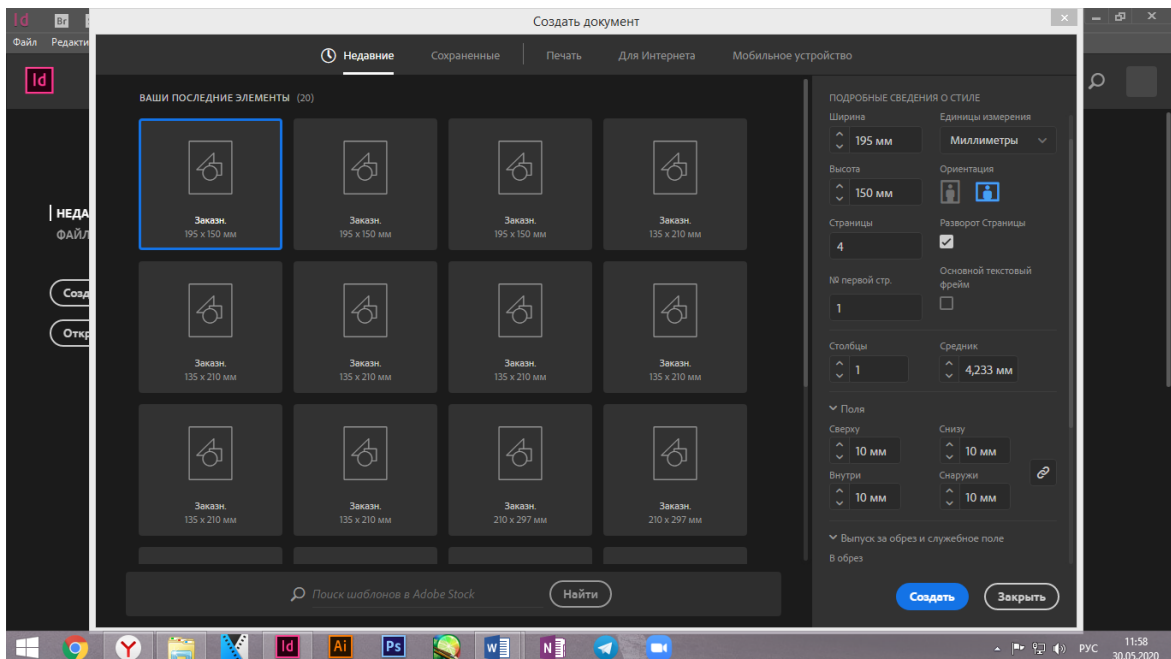 Id Br
Создать документ
Файл Редакти
Недавние Сохраненные Печать Для Интернета Мобильное устройство
Id
ВАШИ ПОСЛЕДНИЕ ЭЛЕМЕНТЫ (20)
ПОДРОБНЫЕ СВЕДЕНИЯ О СТИЛЕ
Ширина Единицы измерения
195 мм Миллиметры
Высота Ориентация
150 мм
Страницы Разворот Страницы
4
№ первой стр. Основной текстовый
фрейм
1
Столбцы Средник
1 4,233 мм
Поля
Сверху Снизу
10 мм 10 мм
Внутри Снаружи
10 мм 10 мм
Выпуск за обрез и служебное поле
В обрез
Создать Закрыть
НЕДА
ФАЙЛ
Созд
Откр
Заказн. Заказн. Заказн. Заказн.
195 x 150 мм 195 x 150 мм 195 x 150 мм 135 x 210 мм
Заказн. Заказн. Заказн. Заказн.
135 x 210 мм 135 x 210 мм 135 x 210 мм 135 x 210 мм
Заказн. Заказн. Заказн. Заказн.
135 x 210 мм 135 x 210 мм 210 x 297 мм 210 x 297 мм
Поиск шаблонов в Adobe Stock Найти
Id Ai Ps
РУС 11:58
30.05.2020